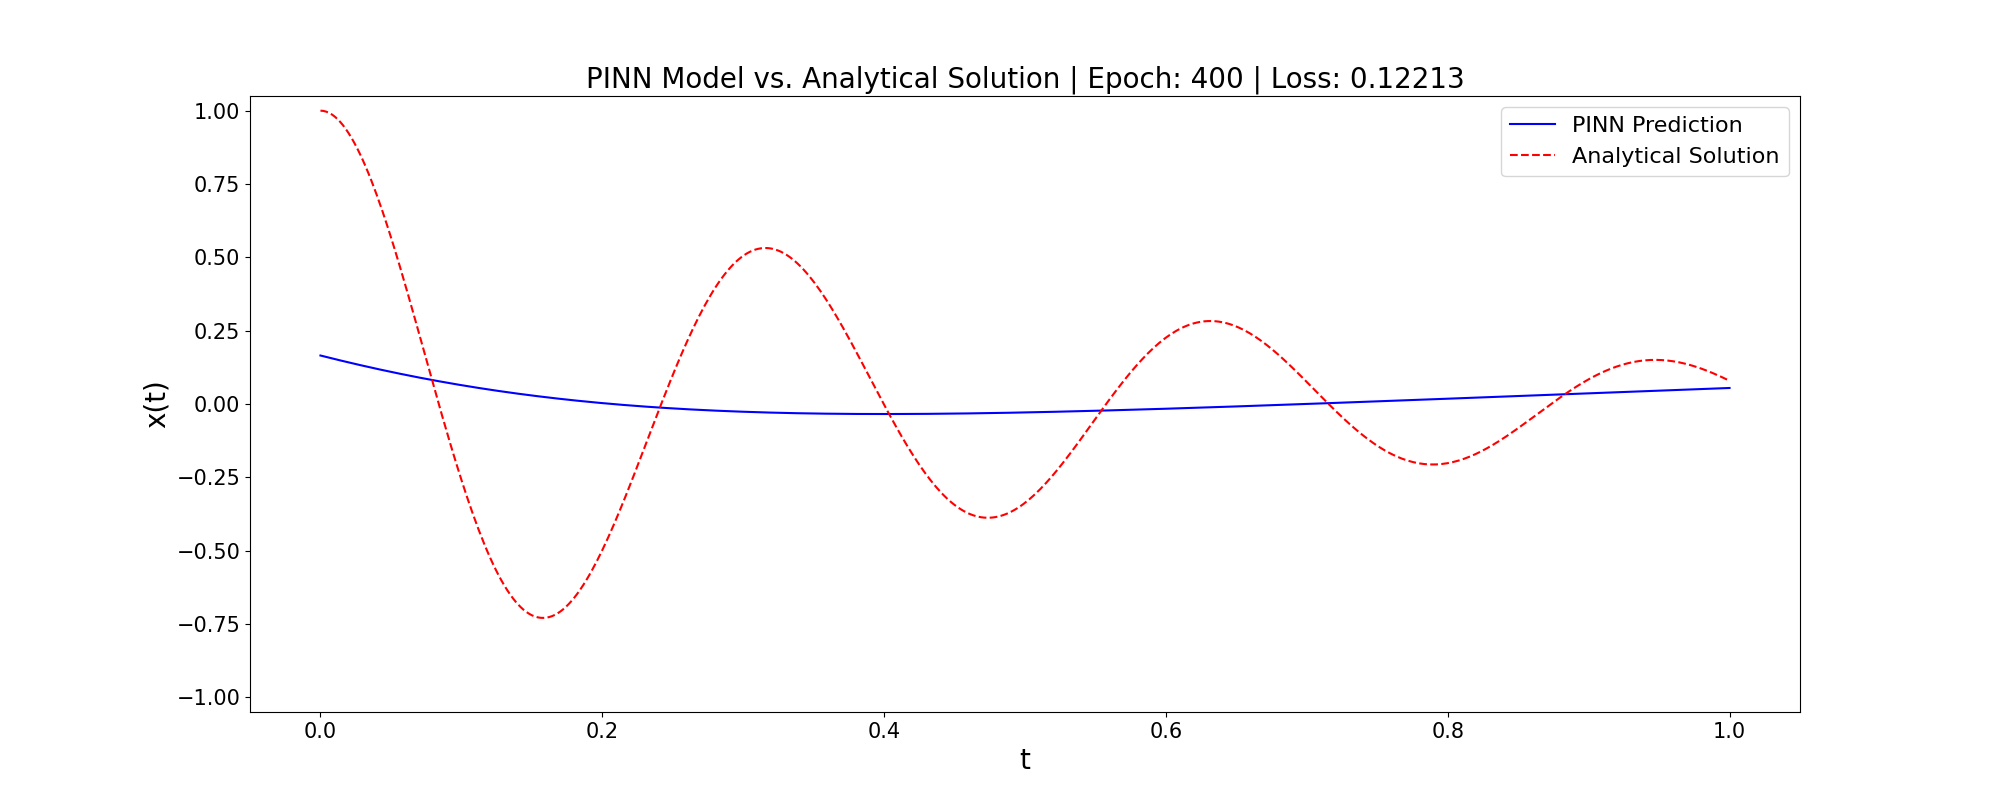 PINN Model vs. Analytical Solution | Epoch: 400 | Loss: 0.12213
PINN Prediction
Analytical Solution
1.00
0.75
0.50
0.25
0.00
−0.25
−0.50
−0.75
−1.00
x(t)
0.0 0.2 0.4 0.6 0.8 1.0
t